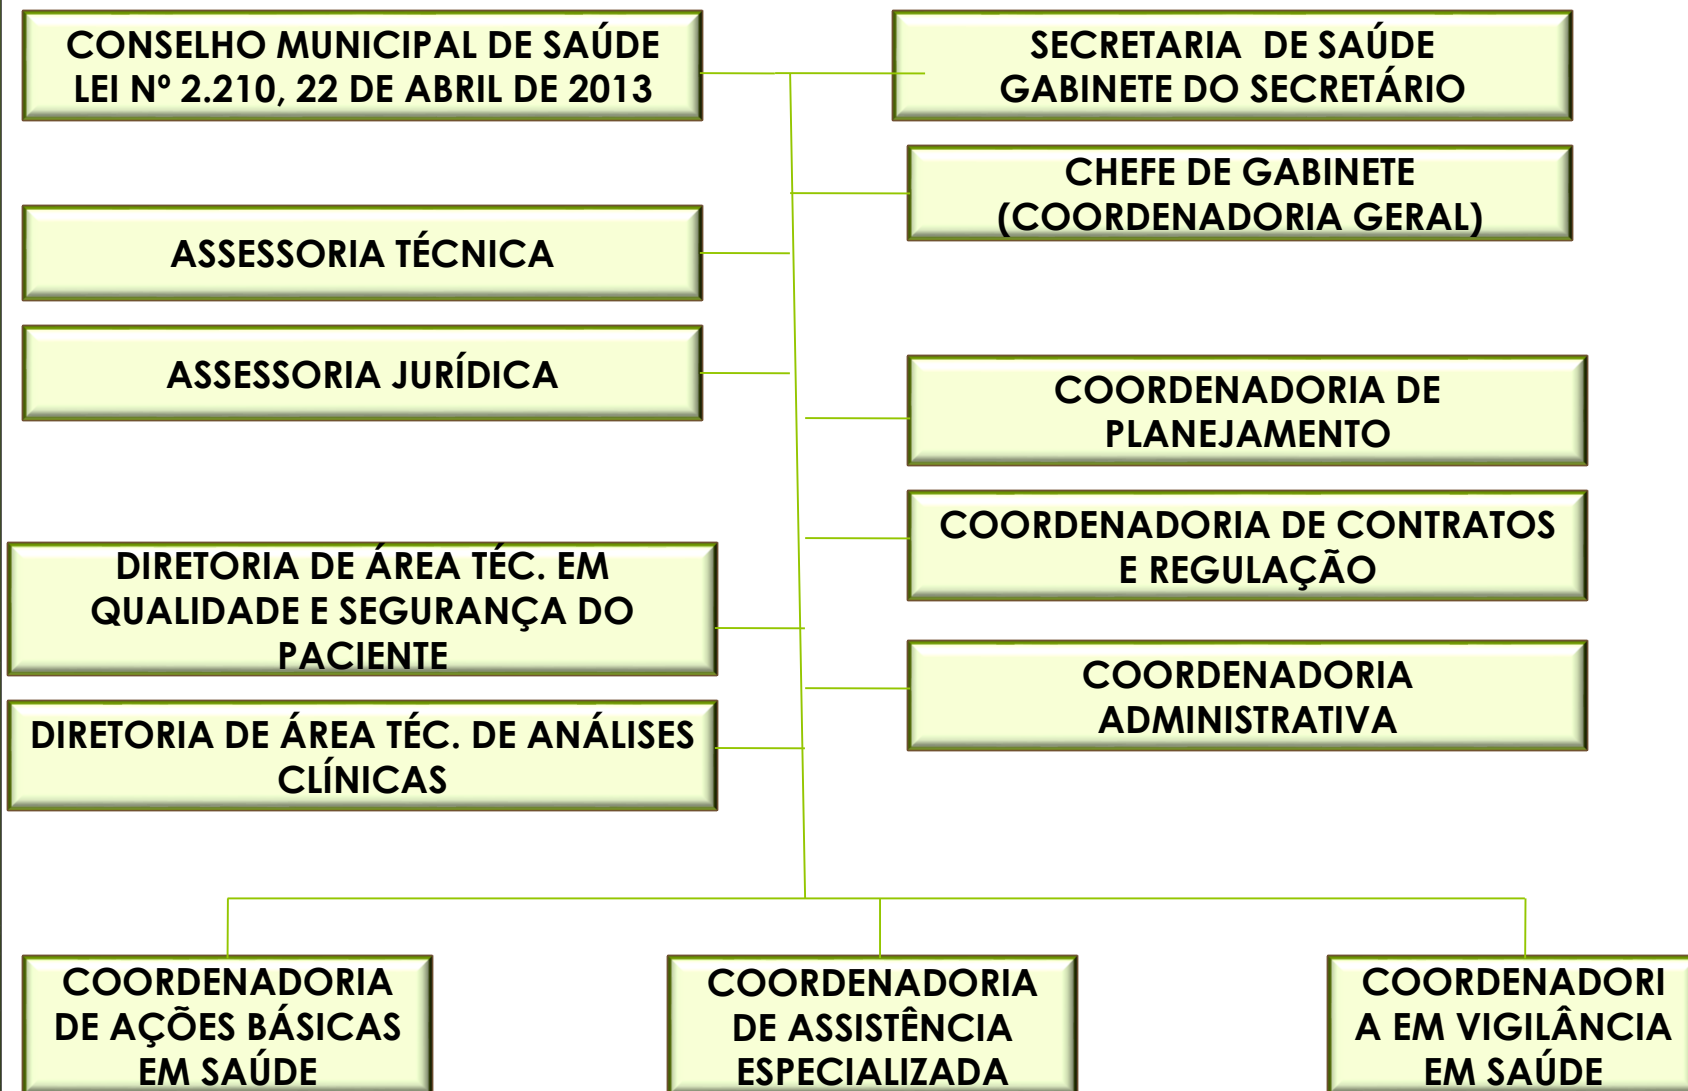 CONSELHO MUNICIPAL DE SAÚDE
LEI Nº 2.210, 22 DE ABRIL DE 2013
SECRETARIA DE SAÚDE
GABINETE DO SECRETÁRIO
CHEFE DE GABINETE
(COORDENADORIA GERAL)
ASSESSORIA TÉCNICA
ASSESSORIA JURÍDICA
COORDENADORIA DE
PLANEJAMENTO
COORDENADORIA DE CONTRATOS
E REGULAÇÃO
DIRETORIA DE ÁREA TÉC. EM
QUALIDADE E SEGURANÇA DO
PACIENTE
COORDENADORIA
ADMINISTRATIVA
DIRETORIA DE ÁREA TÉC. DE ANÁLISES
CLÍNICAS
COORDENADORIA
DE AÇÕES BÁSICAS
EM SAÚDE
COORDENADORIA
DE ASSISTÊNCIA
ESPECIALIZADA
COORDENADORI
A EM VIGILÂNCIA
EM SAÚDE